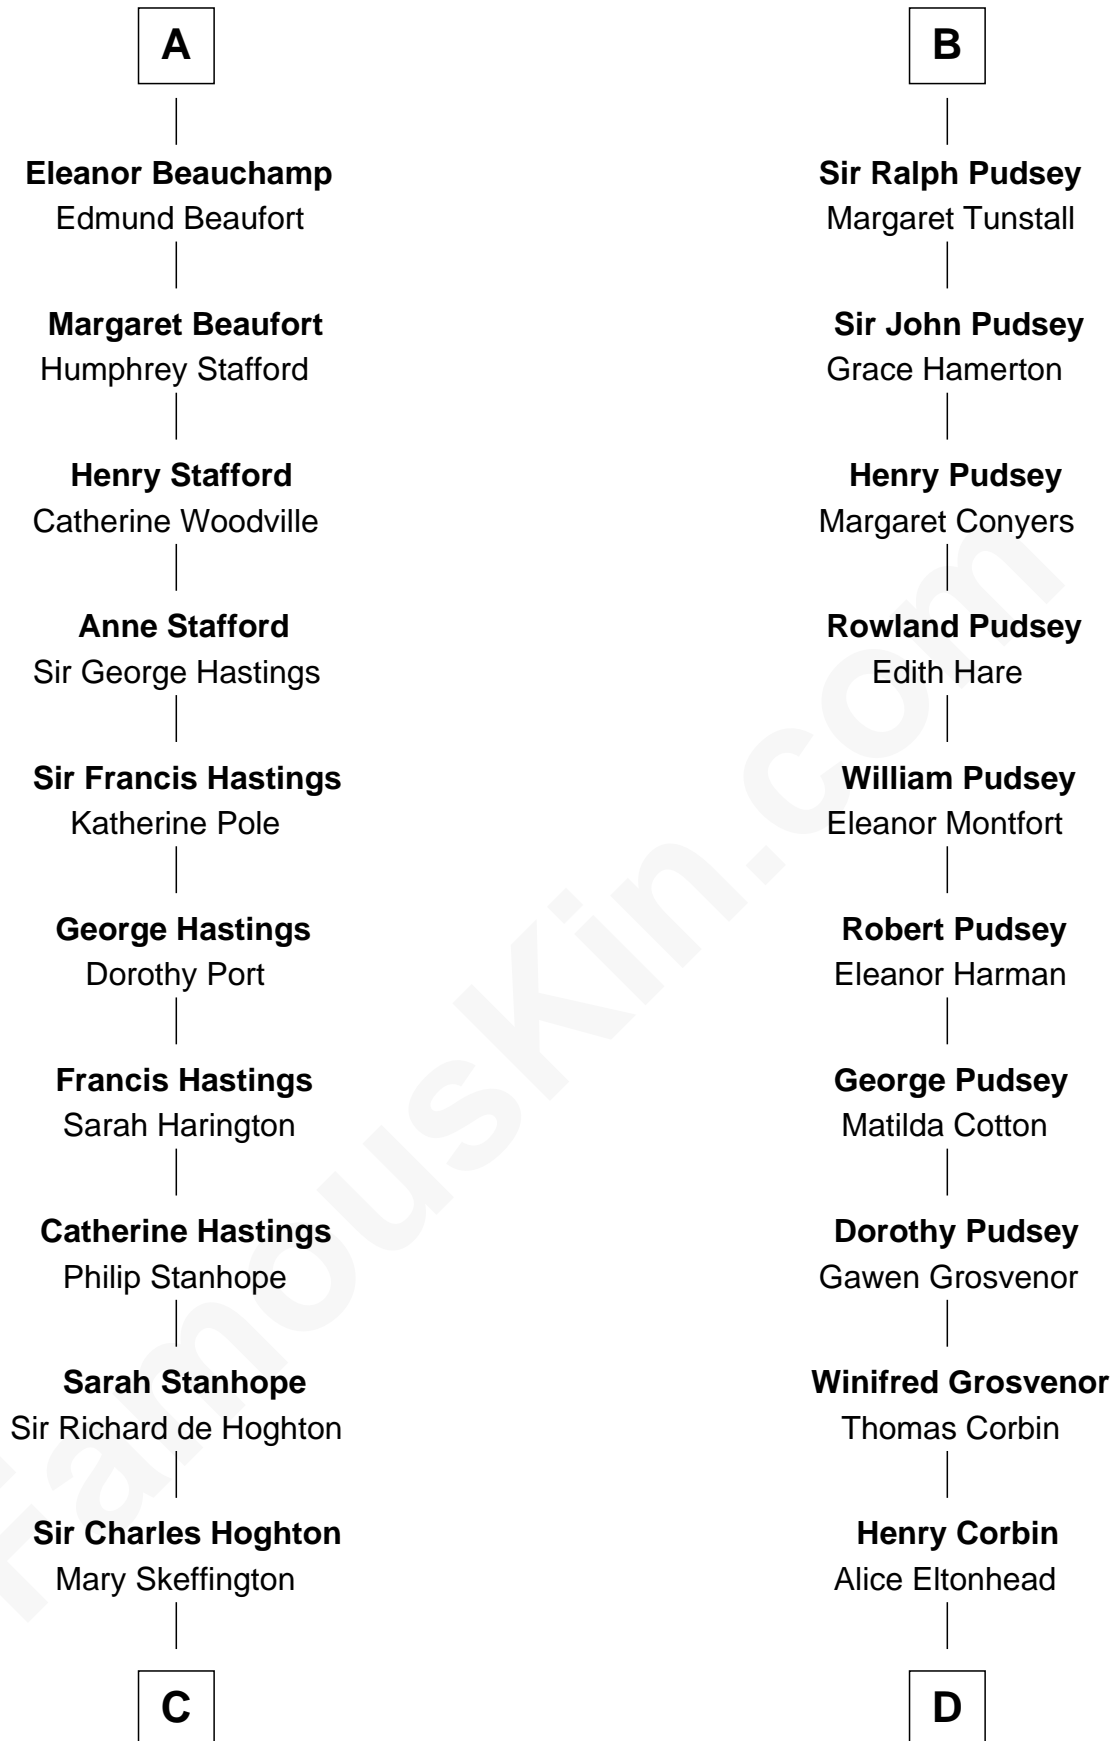 A
Eleanor Beauchamp
Edmund Beaufort
Margaret Beaufort
Humphrey Stafford
Henry Stafford
Catherine Woodville
Anne Stafford
Sir George Hastings
Sir Francis Hastings
Katherine Pole
George Hastings
Dorothy Port
Francis Hastings
Sarah Harington
Catherine Hastings
Philip Stanhope
Sarah Stanhope
Sir Richard de Hoghton
Sir Charles Hoghton
Mary Skeffington
C
B
Sir Ralph Pudsey
Margaret Tunstall
Sir John Pudsey
Grace Hamerton
Henry Pudsey
Margaret Conyers
Rowland Pudsey
Edith Hare
William Pudsey
Eleanor Montfort
Robert Pudsey
Eleanor Harman
George Pudsey
Matilda Cotton
Dorothy Pudsey
Gawen Grosvenor
Winifred Grosvenor
Thomas Corbin
Henry Corbin
Alice Eltonhead
D
FamousKin.com